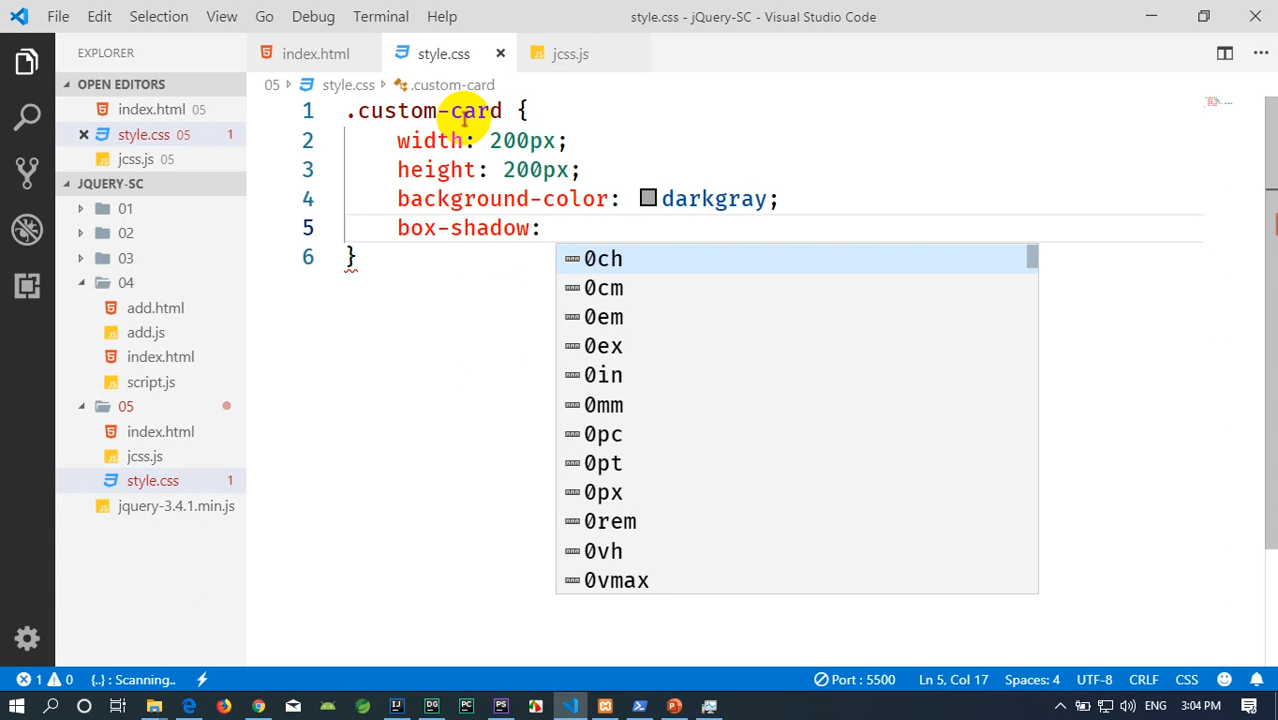 File Edit Selection View Go Debug Terminal Help
style.css - jQuery-SC - Visual Studio Code
EXPLORER
index.html
style.css
jcss.js
OPEN EDITORS
index.html 05
style.css 05 1
jcss.js 05
JQUERY-SC
01
02
03
04
add.html
add.js
index.html
script.js
05
index.html
jcss.js
style.css 1
jquery-3.4.1.min.js
05 style.css .custom-card
1 .custom-card {
2 width: 200px;
3 height: 200px;
4 background-color: darkgray;
5 box-shadow:
6 }
0ch
0cm
0em
0ex
0in
0mm
0pc
0pt
0px
0rem
0vh
0vmax
1 0 {..} : Scanning.. Port : 5500 Ln 5, Col 17 Spaces: 4 UTF-8 CRLF CSS 1
3:04 PM